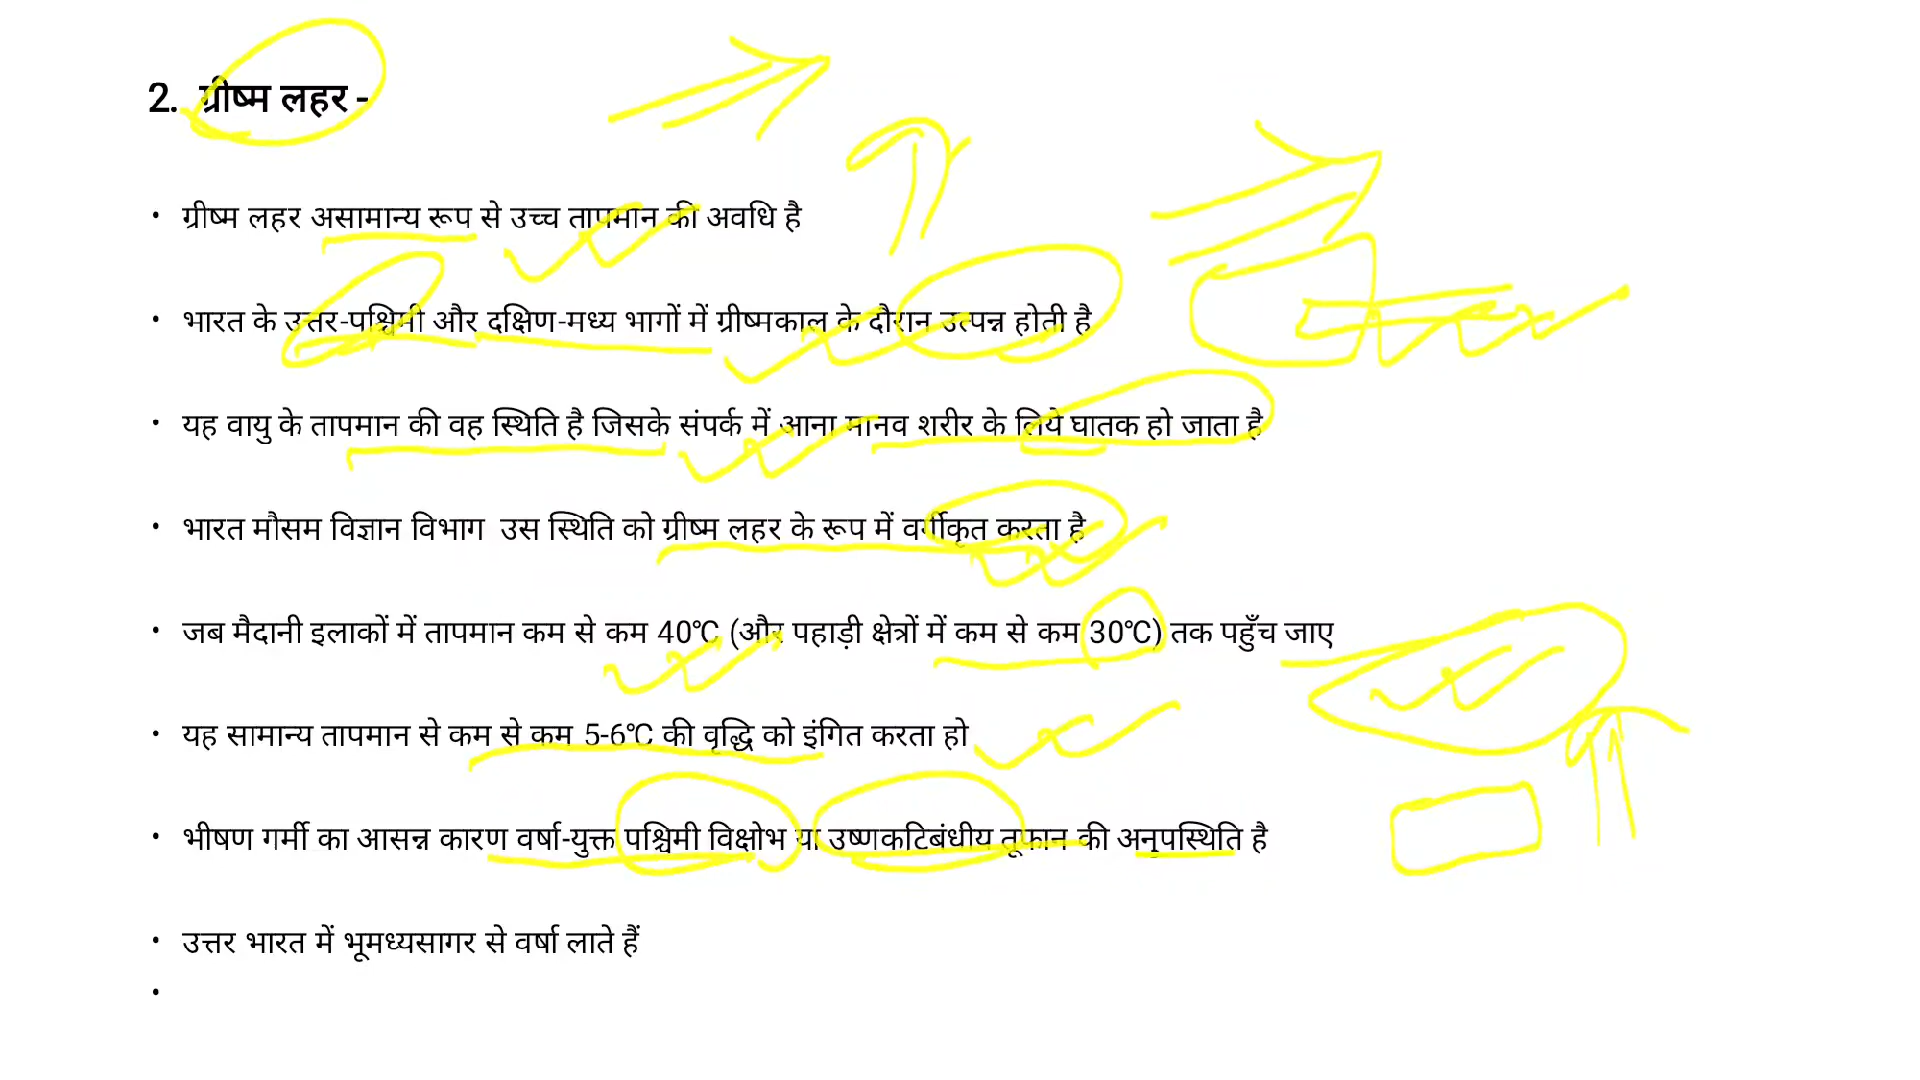 2. ग्रीष्म लहर -
• ग्रीष्म लहर असामान्य रूप से उच्च तापमान की अवधि है
• भारत के उत्तर-पश्चिमी और दक्षिण-मध्य भागों में ग्रीष्मकाल के दौरान उत्पन्न होती है
• यह वायु के तापमान की वह स्थिति है जिसके संपर्क में आना मानव शरीर के लिये घातक हो जाता है
• भारत मौसम विज्ञान विभाग उस स्थिति को ग्रीष्म लहर के रूप में वर्गीकृत करता है
• जब मैदानी इलाकों में तापमान कम से कम 40℃ (और पहाड़ी क्षेत्रों में कम से कम 30℃) तक पहुँच जाए
• यह सामान्य तापमान से कम से कम 5-6℃ की वृद्धि को इंगित करता हो
• भीषण गर्मी का आसन्न कारण वर्षा-युक्त पश्चिमी विक्षोभ या उष्णकटिबंधीय तूफान की अनुपस्थिति है
• उत्तर भारत में भूमध्यसागर से वर्षा लाते हैं
•